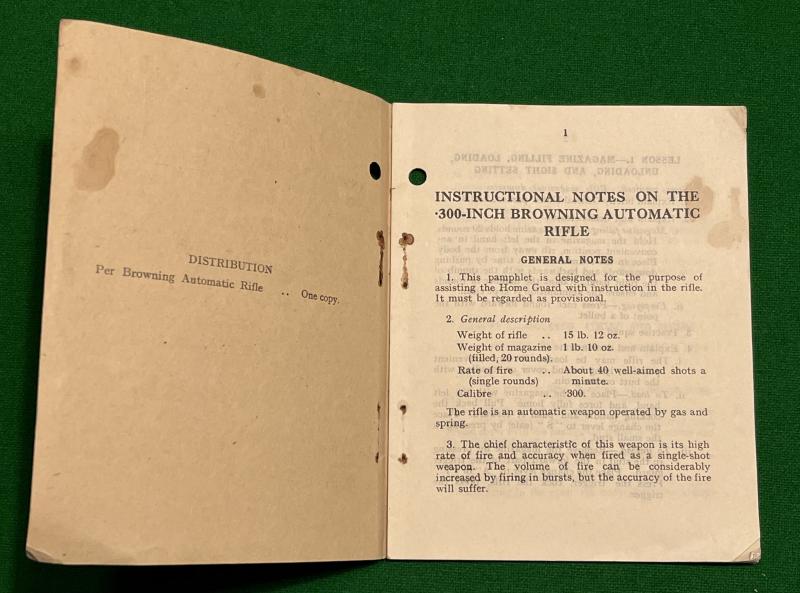 DISTRIBUTION
Per Browning Automatic Rifle .. One copy.
1
INSTRUCTIONAL NOTES ON THE
·300-INCH BROWNING AUTOMATIC
RIFLE
GENERAL NOTES
1. This pamphlet is designed for the purpose of
assisting the Home Guard with instruction in the rifle.
It must be regarded as provisional.
2. General description
Weight of rifle .. 15 lb. 12 oz.
Weight of magazine 1 lb. 10 oz.
(filled, 20 rounds).
Rate of fire .. About 40 well-aimed shots a
(single rounds) minute.
Calibre .. ·300.
The rifle is an automatic weapon operated by gas and
spring.
3. The chief characteristic of this weapon is its high
rate of fire and accuracy when fired as a single-shot
weapon. The volume of fire can be considerably
increased by firing in bursts, but the accuracy of the fire
will suffer.